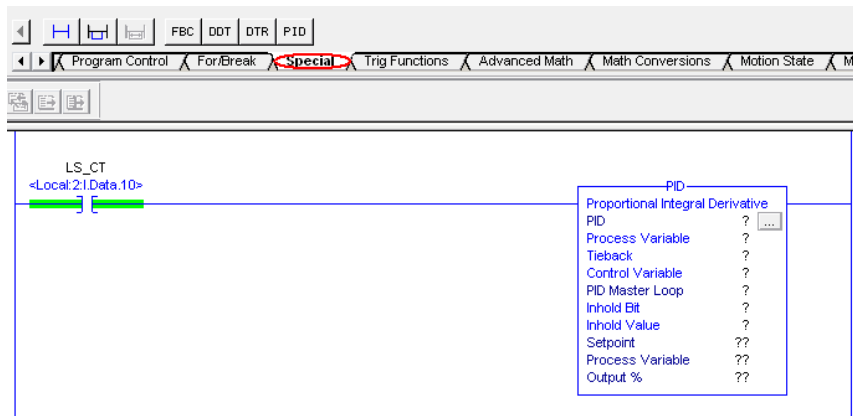 FBC DDT DTR PID
Program Control For/Break Special Trig Functions Advanced Math Math Conversions Motion State M
LS_CT
<Local:2:I.Data.10>
PID
Proportional Integral Derivative
PID ? ...
Process Variable ?
Tieback ?
Control Variable ?
PID Master Loop ?
Inhold Bit ?
Inhold Value ?
Setpoint ??
Process Variable ??
Output % ??